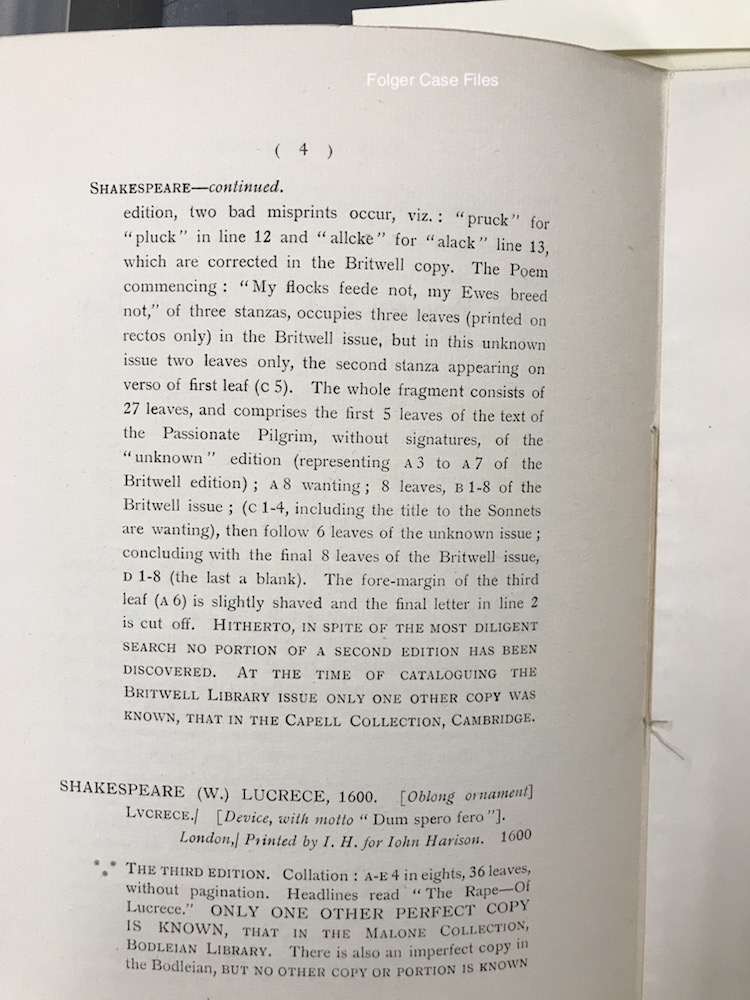 Folger Case Files
( 4 )
SHAKESPEARE—continued.
edition, two bad misprints occur, viz.: "pruck" for
"pluck" in line 12 and "allcke" for "alack" line 13,
which are corrected in the Britwell copy. The Poem
commencing: "My flocks feede not, my Ewes breed
not," of three stanzas, occupies three leaves (printed on
rectos only) in the Britwell issue, but in this unknown
issue two leaves only, the second stanza appearing on
verso of first leaf (C 5). The whole fragment consists of
27 leaves, and comprises the first 5 leaves of the text of
the Passionate Pilgrim, without signatures, of the
"unknown" edition (representing A 3 to A 7 of the
Britwell edition); A 8 wanting; 8 leaves, B 1-8 of the
Britwell issue; (C 1-4, including the title to the Sonnets
are wanting), then follow 6 leaves of the unknown issue;
concluding with the final 8 leaves of the Britwell issue,
D 1-8 (the last a blank). The fore-margin of the third
leaf (A 6) is slightly shaved and the final letter in line 2
is cut off. HITHERTO, IN SPITE OF THE MOST DILIGENT
SEARCH NO PORTION OF A SECOND EDITION HAS BEEN
DISCOVERED. AT THE TIME OF CATALOGUING THE
BRITWELL LIBRARY ISSUE ONLY ONE OTHER COPY WAS
KNOWN, THAT IN THE CAPELL COLLECTION, CAMBRIDGE.
SHAKESPEARE (W.) LUCRECE, 1600. [Oblong ornament]
LVCRECE./ [Device, with motto "Dum spero fero"].
London,/ Printed by I. H. for Iohn Harison. 1600
THE THIRD EDITION. Collation: A-E 4 in eights, 36 leaves,
without pagination. Headlines read "The Rape—Of
Lucrece." ONLY ONE OTHER PERFECT COPY
IS KNOWN, THAT IN THE MALONE COLLECTION,
BODLEIAN LIBRARY. There is also an imperfect copy in
the Bodleian, BUT NO OTHER COPY OR PORTION IS KNOWN